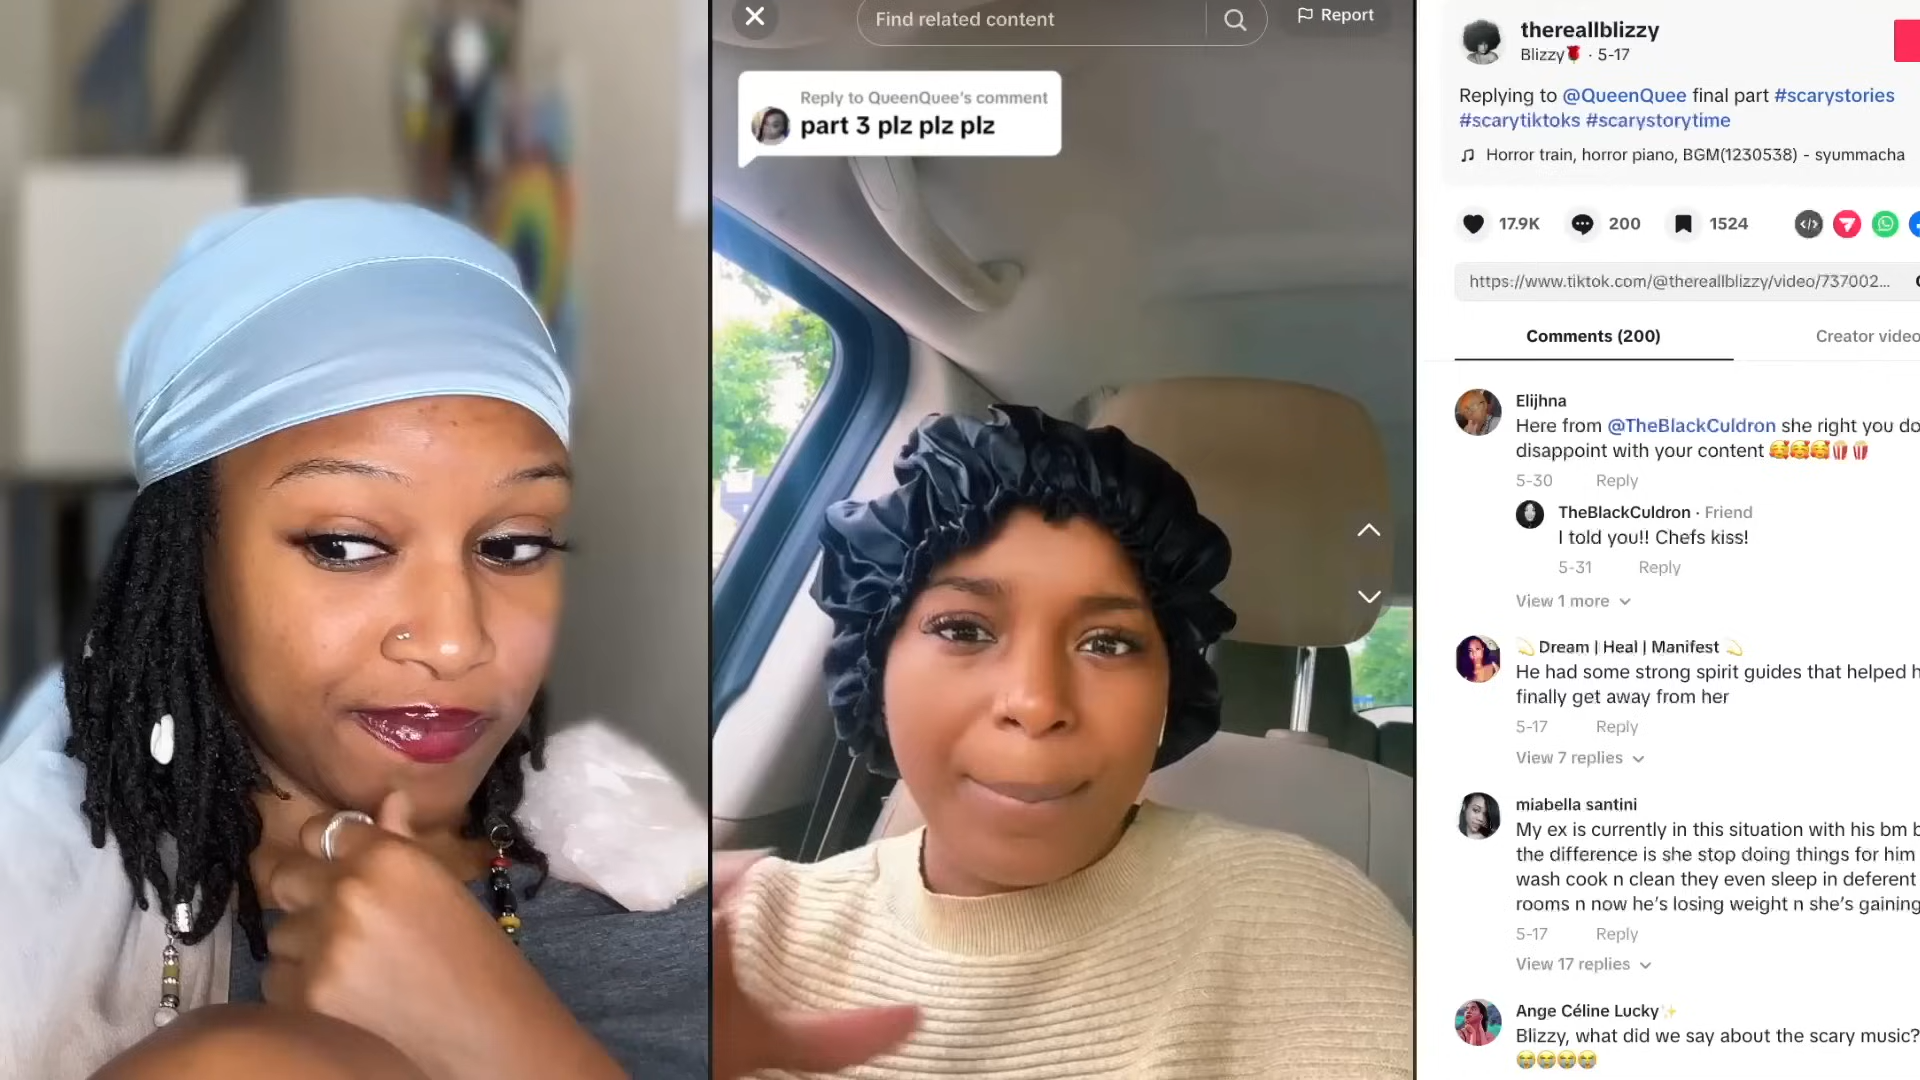 Find related content
Report
Reply to QueenQuee's comment
part 3 plz plz plz
thereallblizzy
Blizzy🌹 · 5-17
Replying to @QueenQuee final part #scarystories
#scarytiktoks #scarystorytime
Horror train, horror piano, BGM(1230538) - syummacha
17.9K
200
1524
https://www.tiktok.com/@thereallblizzy/video/737002...
Comments (200)
Creator video
Elijhna
Here from @TheBlackCuldron she right you do
disappoint with your content 🥰🥰🥰🍿🍿
5-30 Reply
TheBlackCuldron · Friend
I told you!! Chefs kiss!
5-31 Reply
View 1 more
💫 Dream | Heal | Manifest 💫
He had some strong spirit guides that helped
finally get away from her
5-17 Reply
View 7 replies
miabella santini
My ex is currently in this situation with his bm
the difference is she stop doing things for him
wash cook n clean they even sleep in deferent
rooms n now he's losing weight n she's gaining
5-17 Reply
View 17 replies
Ange Céline Lucky✨
Blizzy, what did we say about the scary music?
😭😭😭😭